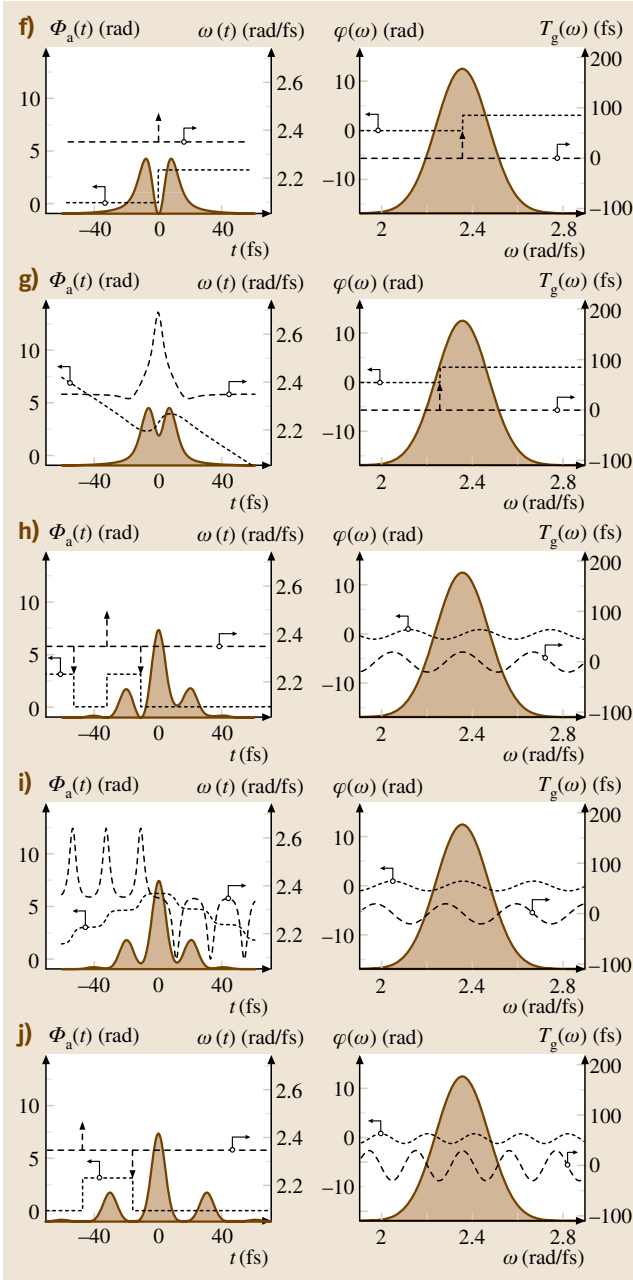 f) Φa(t) (rad) ω(t) (rad/fs) φ(ω) (rad) Tg(ω) (fs)
10 2.6 10 200
5 2.4 0 100
0 2.2 −10 0
−100
−40 0 40 2 2.4 2.8
t (fs) ω (rad/fs)
g) Φa(t) (rad) ω(t) (rad/fs) φ(ω) (rad) Tg(ω) (fs)
10 2.6 10 200
5 2.4 0 100
0 2.2 −10 0
−100
−40 0 40 2 2.4 2.8
t (fs) ω (rad/fs)
h) Φa(t) (rad) ω(t) (rad/fs) φ(ω) (rad) Tg(ω) (fs)
10 2.6 10 200
5 2.4 0 100
0 2.2 −10 0
−100
−40 0 40 2 2.4 2.8
t (fs) ω (rad/fs)
i) Φa(t) (rad) ω(t) (rad/fs) φ(ω) (rad) Tg(ω) (fs)
10 2.6 10 200
5 2.4 0 100
0 2.2 −10 0
−100
−40 0 40 2 2.4 2.8
t (fs) ω (rad/fs)
j) Φa(t) (rad) ω(t) (rad/fs) φ(ω) (rad) Tg(ω) (fs)
10 2.6 10 200
5 2.4 0 100
0 2.2 −10 0
−100
−40 0 40 2 2.4 2.8
t (fs) ω (rad/fs)